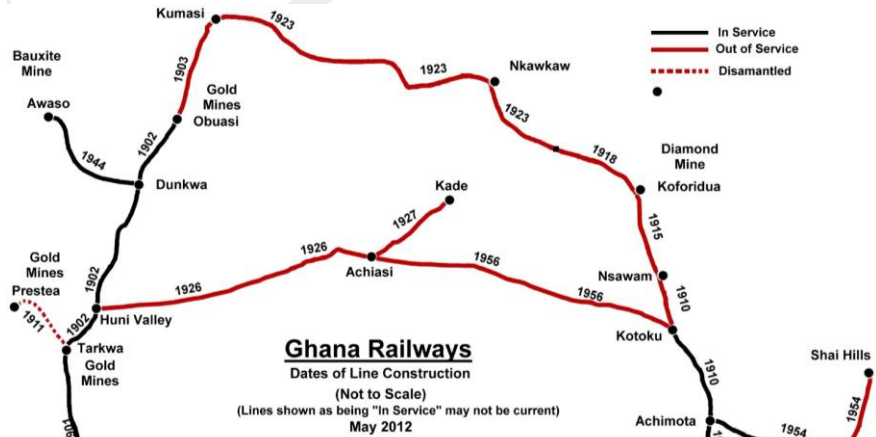 Kumasi
1923
In Service
Out of Service
Disamantled
Bauxite
Mine
Awaso
1903
Gold
Mines
Obuasi
1923
Nkawkaw
1923
1918
Diamond
Mine
Koforidua
1944
1902
Dunkwa
Kade
1927
1915
1926
Achiasi
1956
Nsawam
1910
Gold
Mines
Prestea
1911
1902
1926
1956
1902
Huni Valley
Kotoku
Tarkwa
Gold
Mines
Ghana Railways
Dates of Line Construction
(Not to Scale)
(Lines shown as being "In Service" may not be current)
May 2012
1910
Shai Hills
Achimota
1954
1954